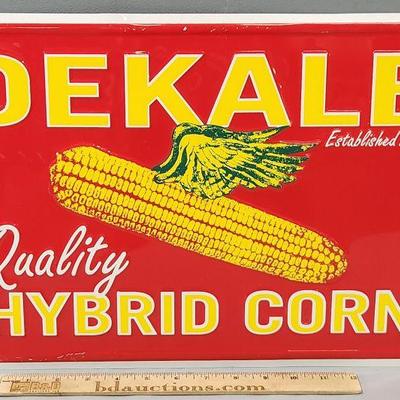 DEKALB
Established
Quality
HYBRID CORN
bdauctions.com